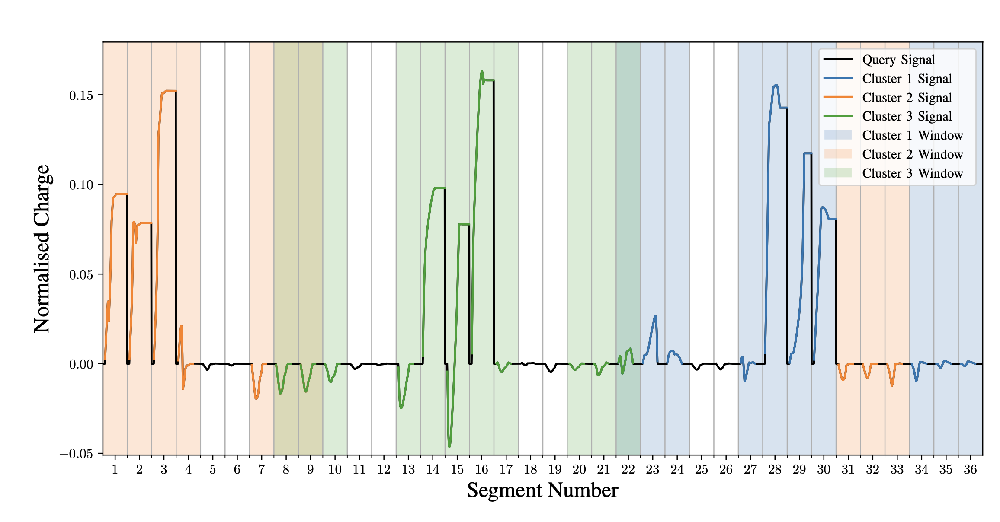 Query Signal
Cluster 1 Signal
Cluster 2 Signal
Cluster 3 Signal
Cluster 1 Window
Cluster 2 Window
Cluster 3 Window
Normalised Charge
0.15
0.10
0.05
0.00
−0.05
1 2 3 4 5 6 7 8 9 10 11 12 13 14 15 16 17 18 19 20 21 22 23 24 25 26 27 28 29 30 31 32 33 34 35 36
Segment Number